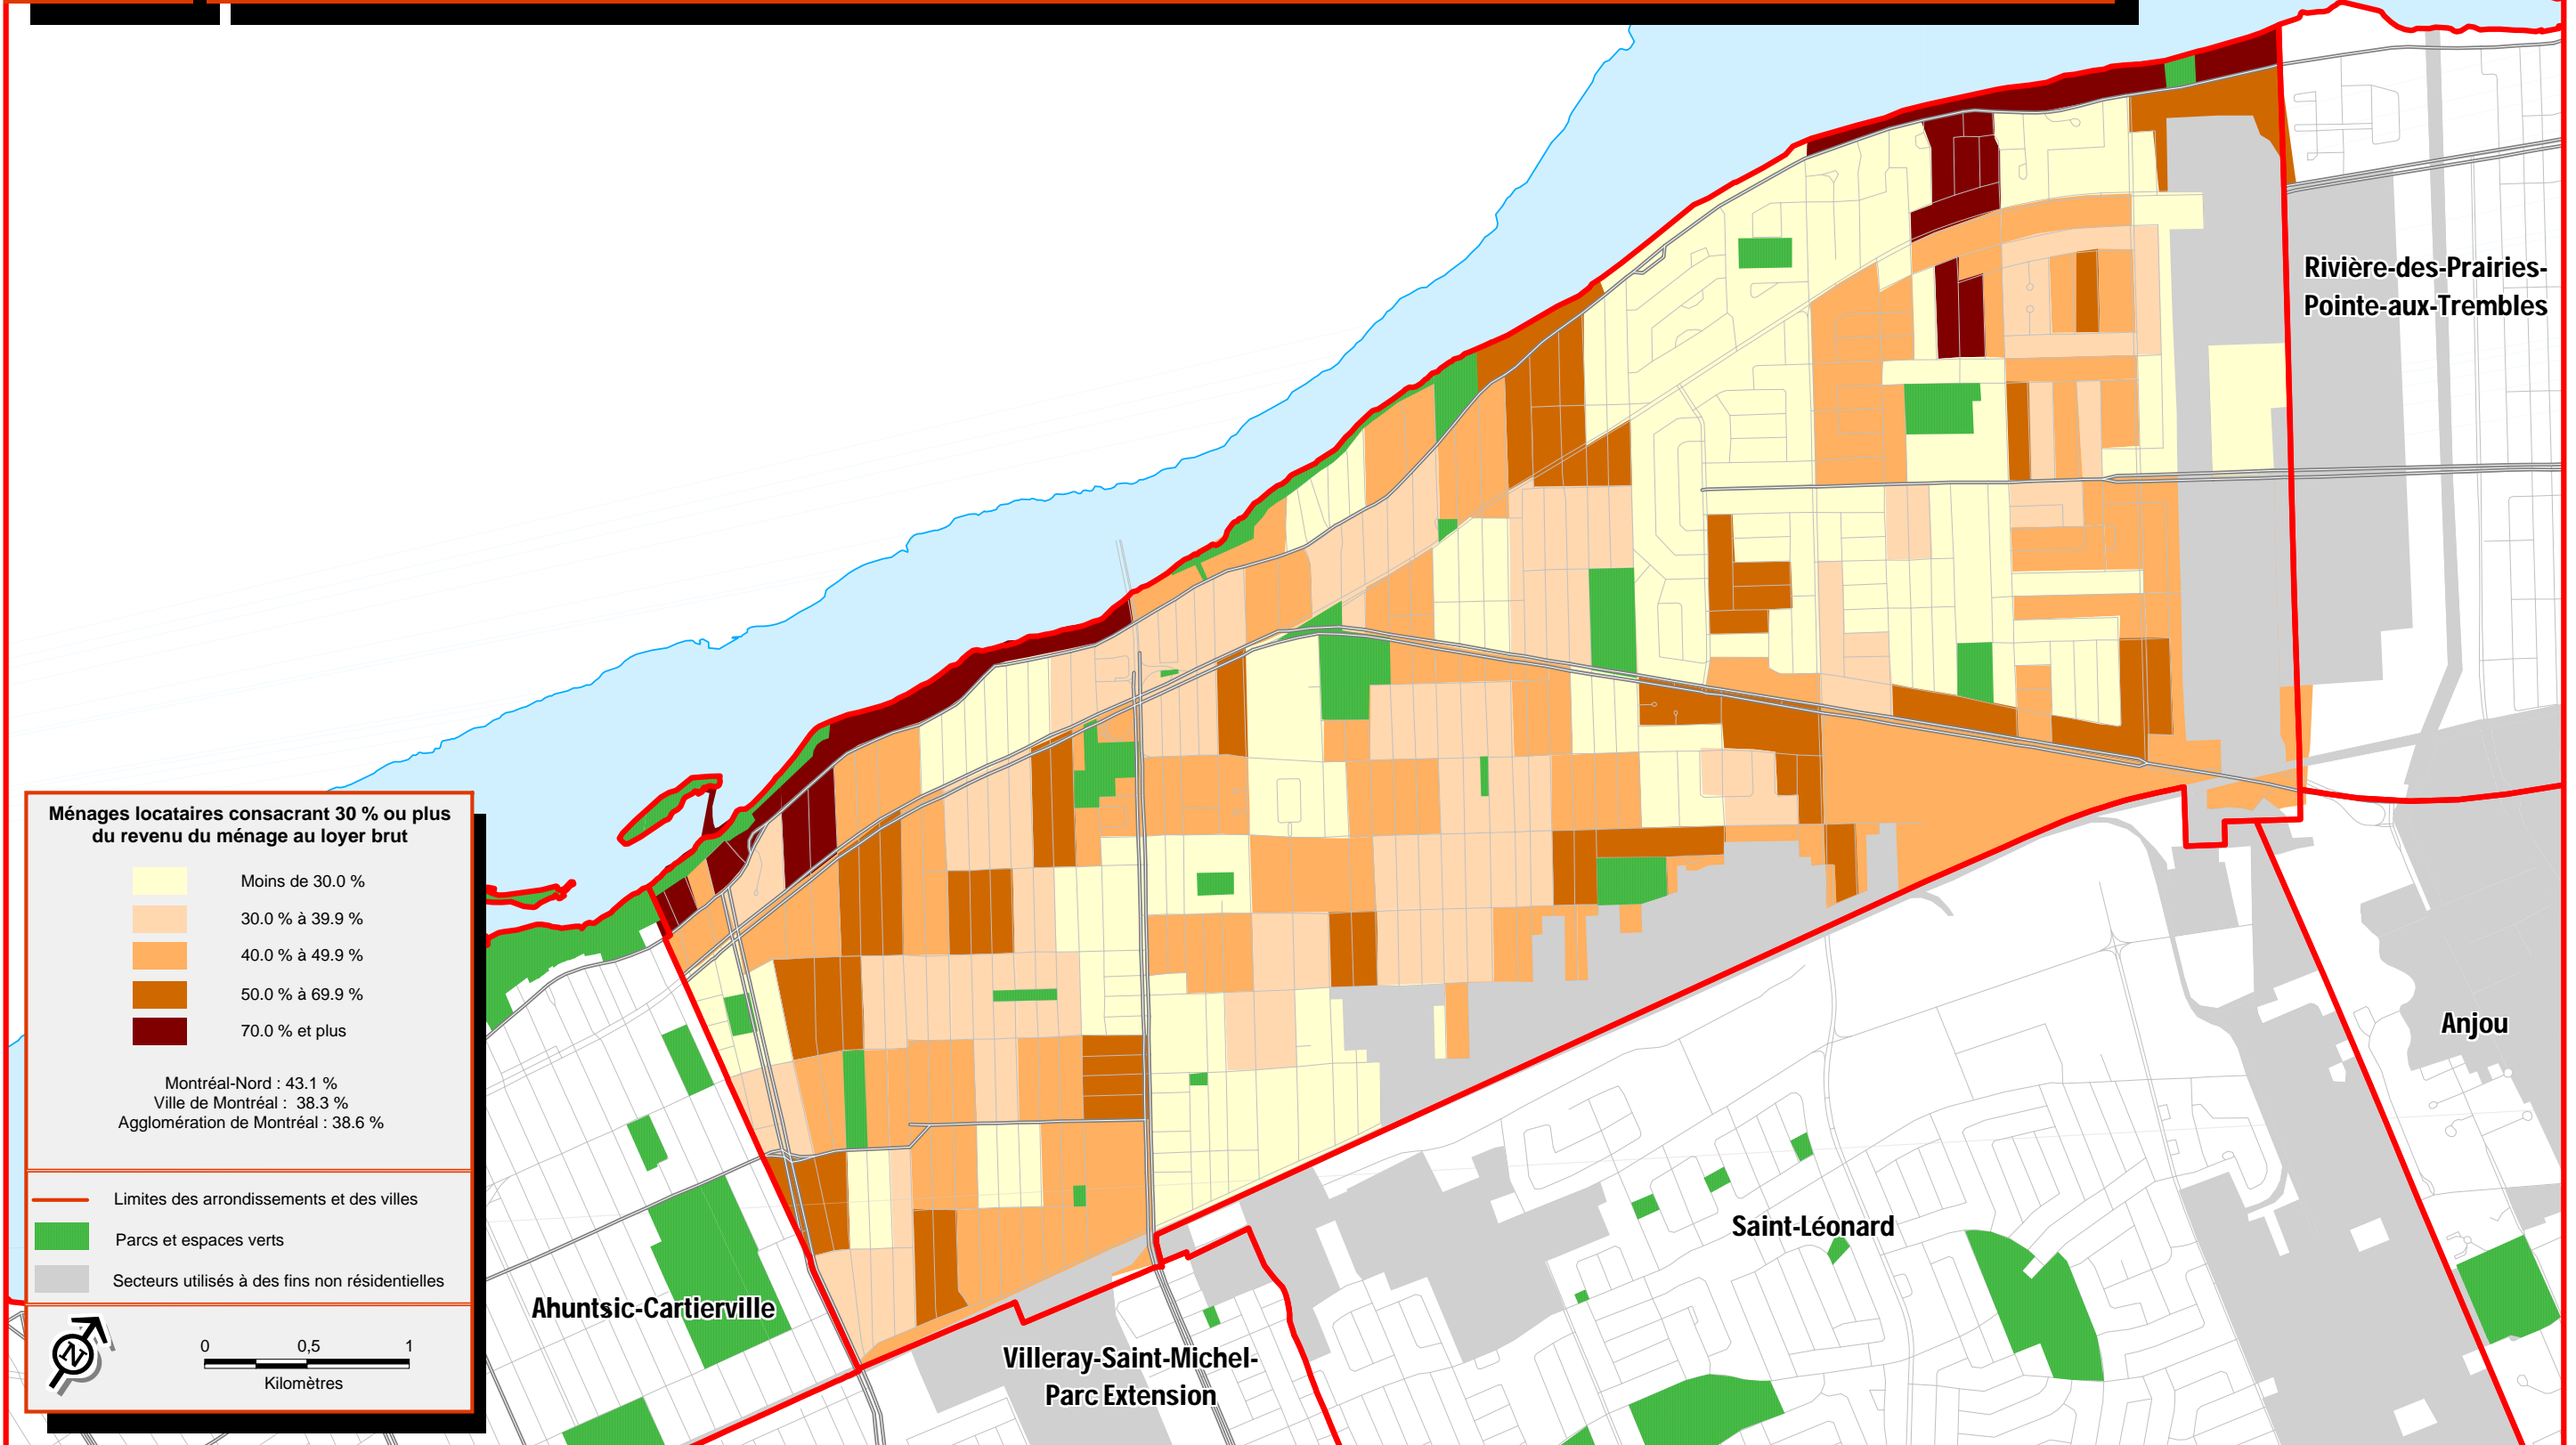 Rivière-des-Prairies-
Pointe-aux-Trembles
Ménages locataires consacrant 30 % ou plus
du revenu du ménage au loyer brut
Moins de 30.0 %
30.0 % à 39.9 %
40.0 % à 49.9 %
50.0 % à 69.9 %
70.0 % et plus
Montréal-Nord : 43.1 %
Ville de Montréal : 38.3 %
Agglomération de Montréal : 38.6 %
Limites des arrondissements et des villes
Parcs et espaces verts
Secteurs utilisés à des fins non résidentielles
N
0 0,5 1
Kilomètres
Anjou
Saint-Léonard
Ahuntsic-Cartierville
Villeray-Saint-Michel-
Parc Extension